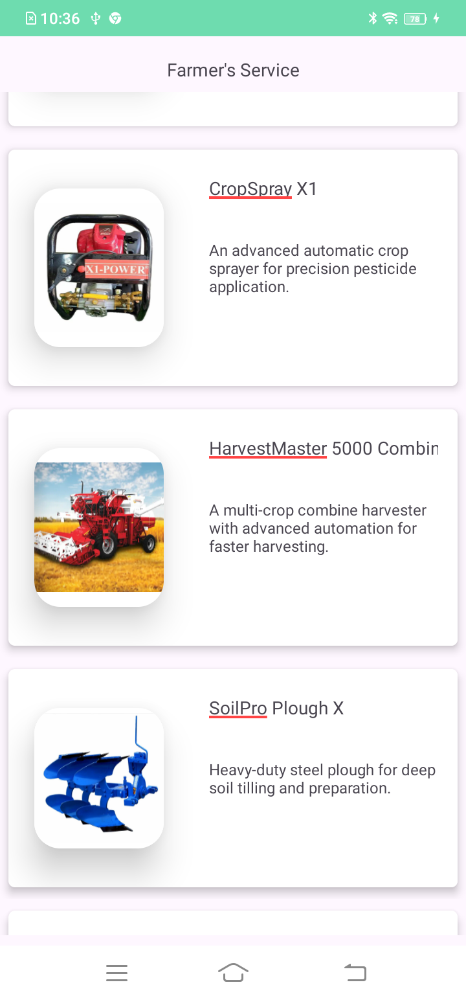 10:36
78
Farmer's Service
CropSpray X1
X1-POWER
An advanced automatic crop
sprayer for precision pesticide
application.
HarvestMaster 5000 Combin
A multi-crop combine harvester
with advanced automation for
faster harvesting.
SoilPro Plough X
Heavy-duty steel plough for deep
soil tilling and preparation.